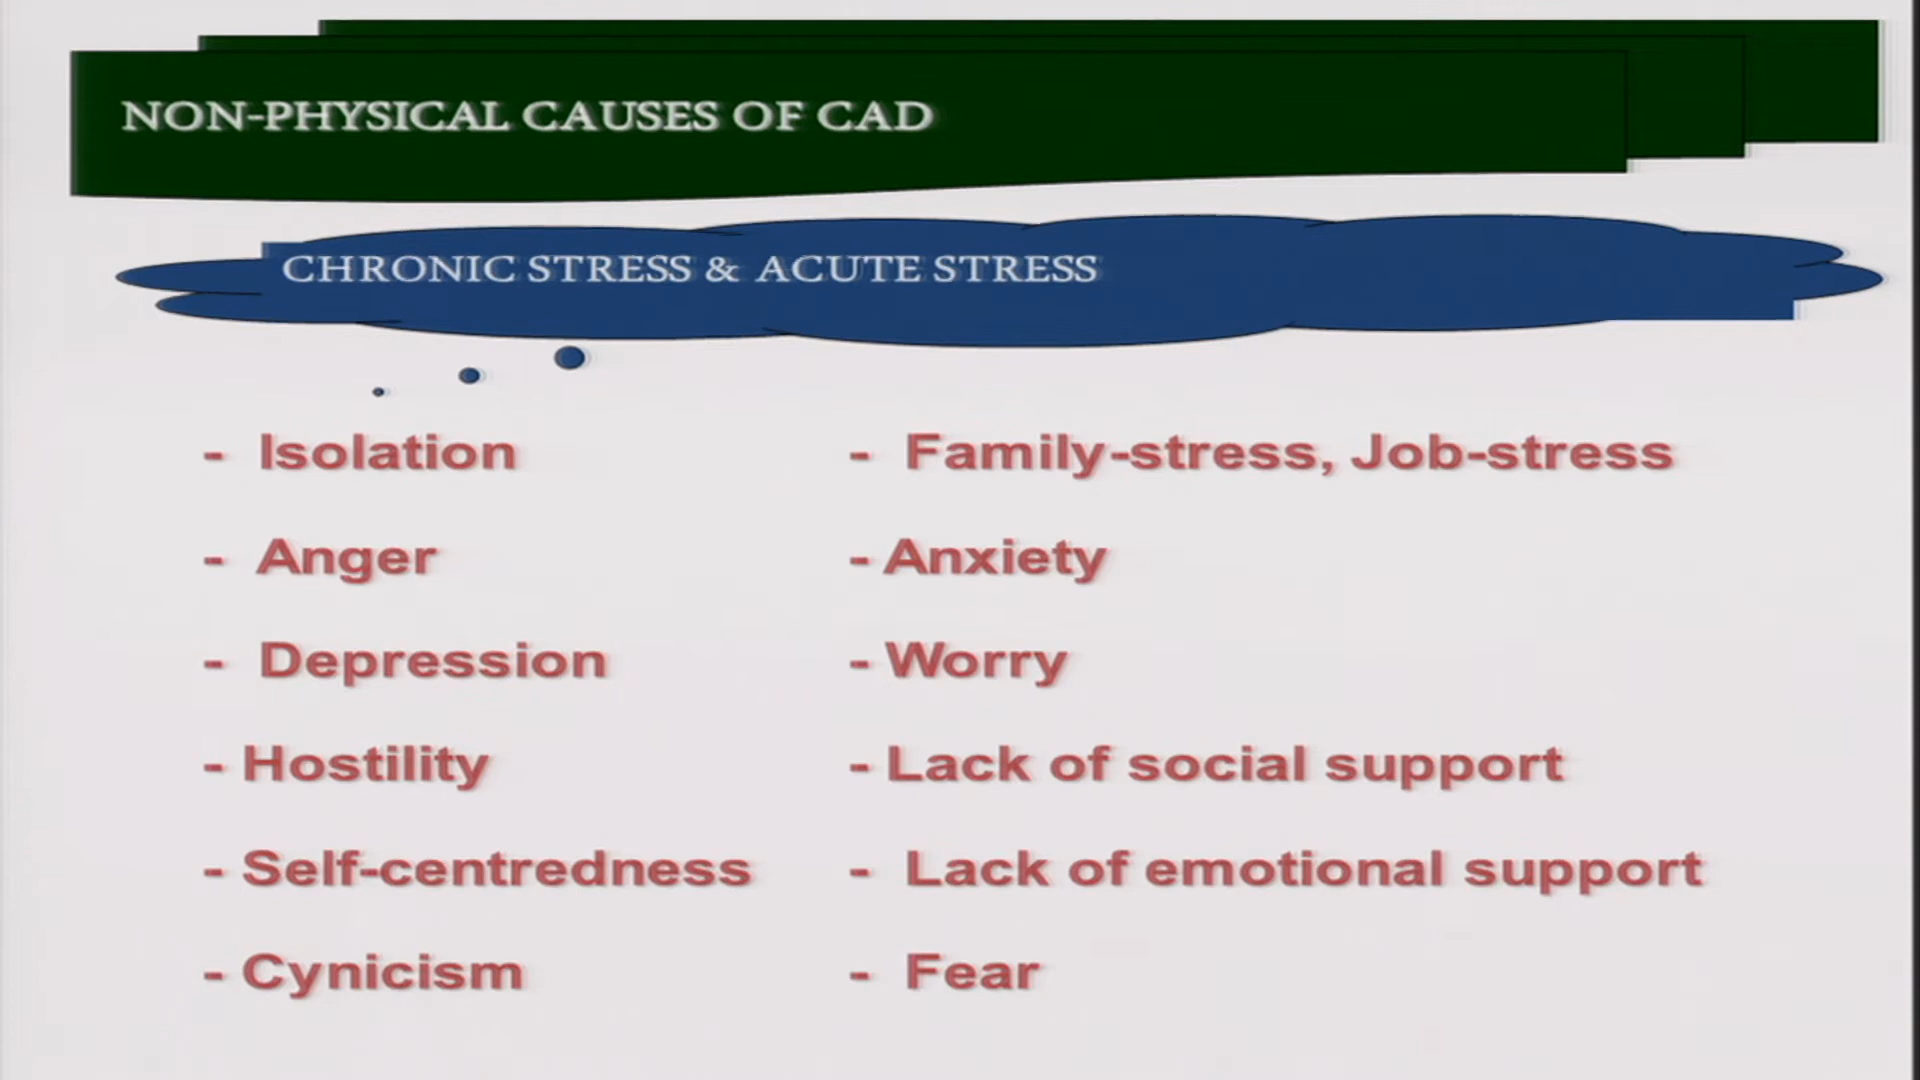 NON-PHYSICAL CAUSES OF CAD
CHRONIC STRESS & ACUTE STRESS
- Isolation
- Family-stress, Job-stress
- Anger
- Anxiety
- Depression
- Worry
- Hostility
- Lack of social support
- Self-centredness
- Lack of emotional support
- Cynicism
- Fear